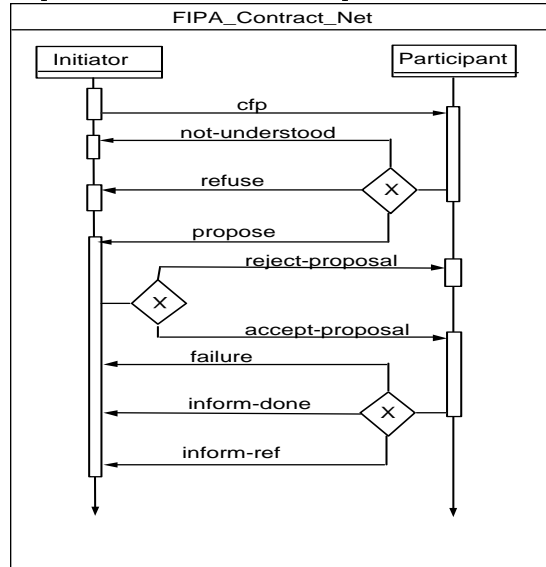 FIPA_Contract_Net
Initiator
Participant
cfp
not-understood
X
refuse
propose
reject-proposal
X
accept-proposal
failure
X
inform-done
inform-ref